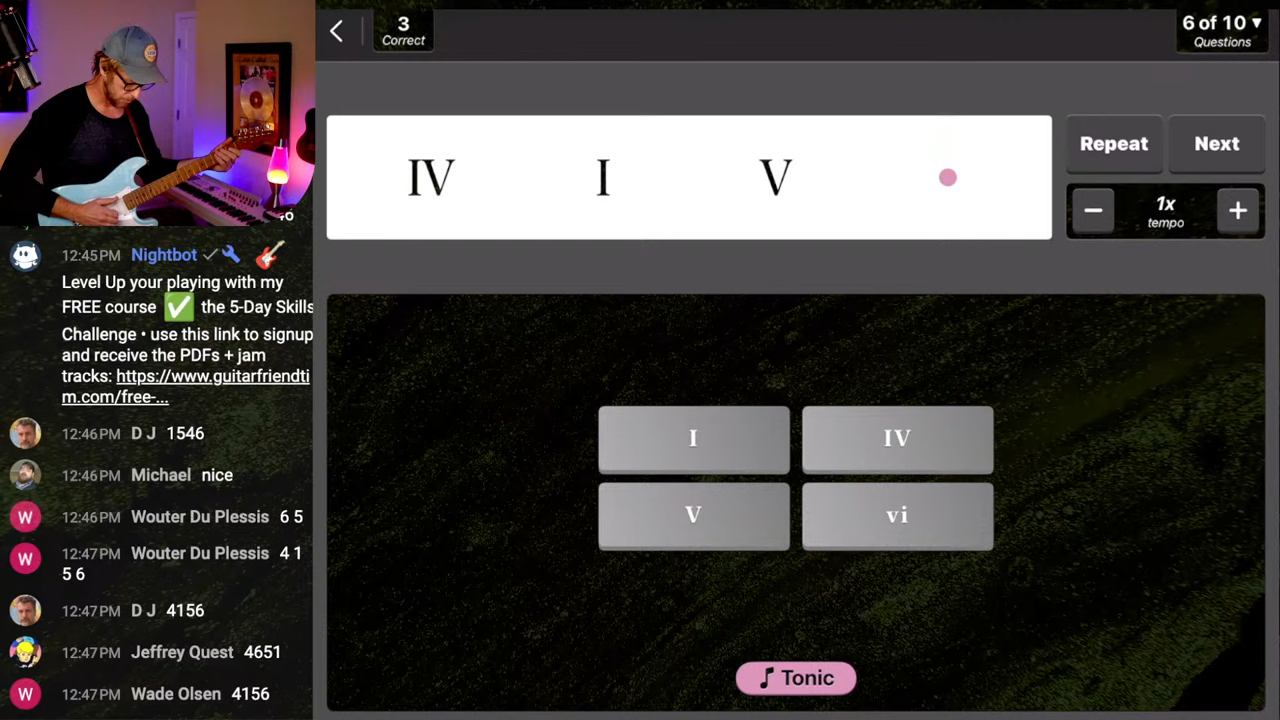 3
Correct
6 of 10 ▼
Questions
IV I V
Repeat
Next
1x
tempo
I
IV
V
vi
Tonic
12:45PM Nightbot
Level Up your playing with my
FREE course ✅ the 5-Day Skills
Challenge • use this link to signup
and receive the PDFs + jam
tracks: https://www.guitarfriendti
m.com/free-...
12:46PM D J 1546
12:46PM Michael nice
W
12:46PM Wouter Du Plessis 6 5
W
12:47PM Wouter Du Plessis 4 1
5 6
12:47PM D J 4156
12:47PM Jeffrey Quest 4651
W
12:47PM Wade Olsen 4156